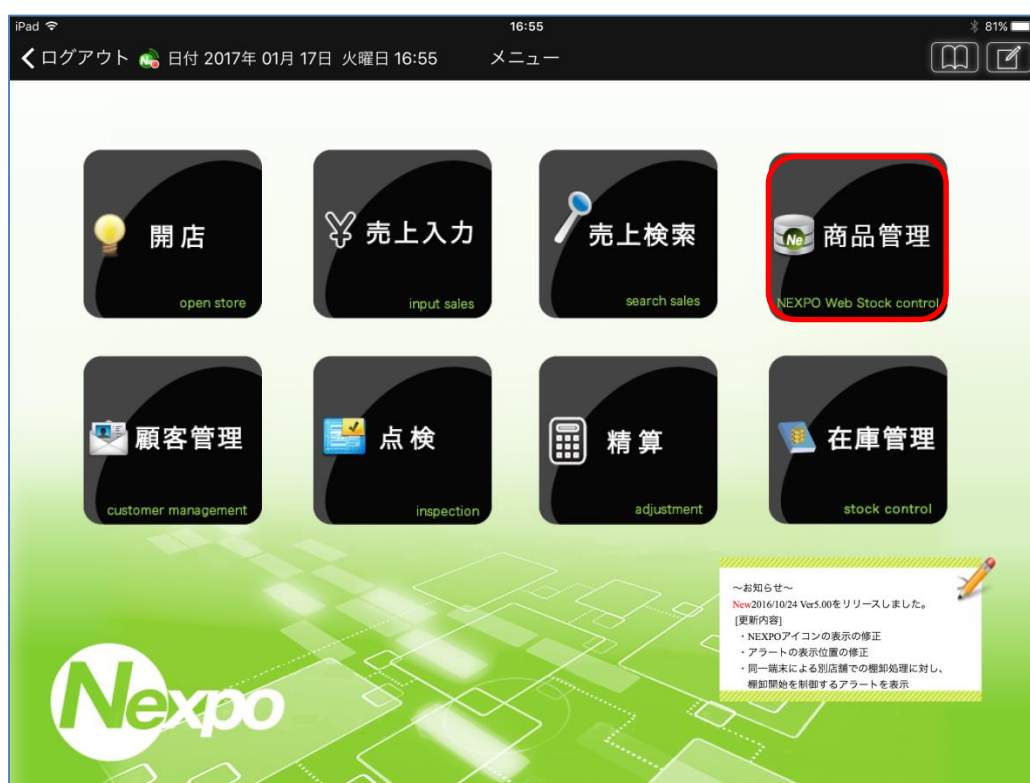 iPad 16:55 81%
ログアウト 日付 2017年 01月 17日 火曜日 16:55 メニュー
開店
open store
¥ 売上入力
input sales
売上検索
search sales
Ne 商品管理
NEXPO Web Stock control
顧客管理
customer management
点検
inspection
精算
adjustment
在庫管理
stock control
～お知らせ～
New2016/10/24 Ver5.00をリリースしました。
[更新内容]
・NEXPOアイコンの表示の修正
・アラートの表示位置の修正
・同一端末による別店舗での棚卸処理に対し、
棚卸開始を制御するアラートを表示
Nexpo